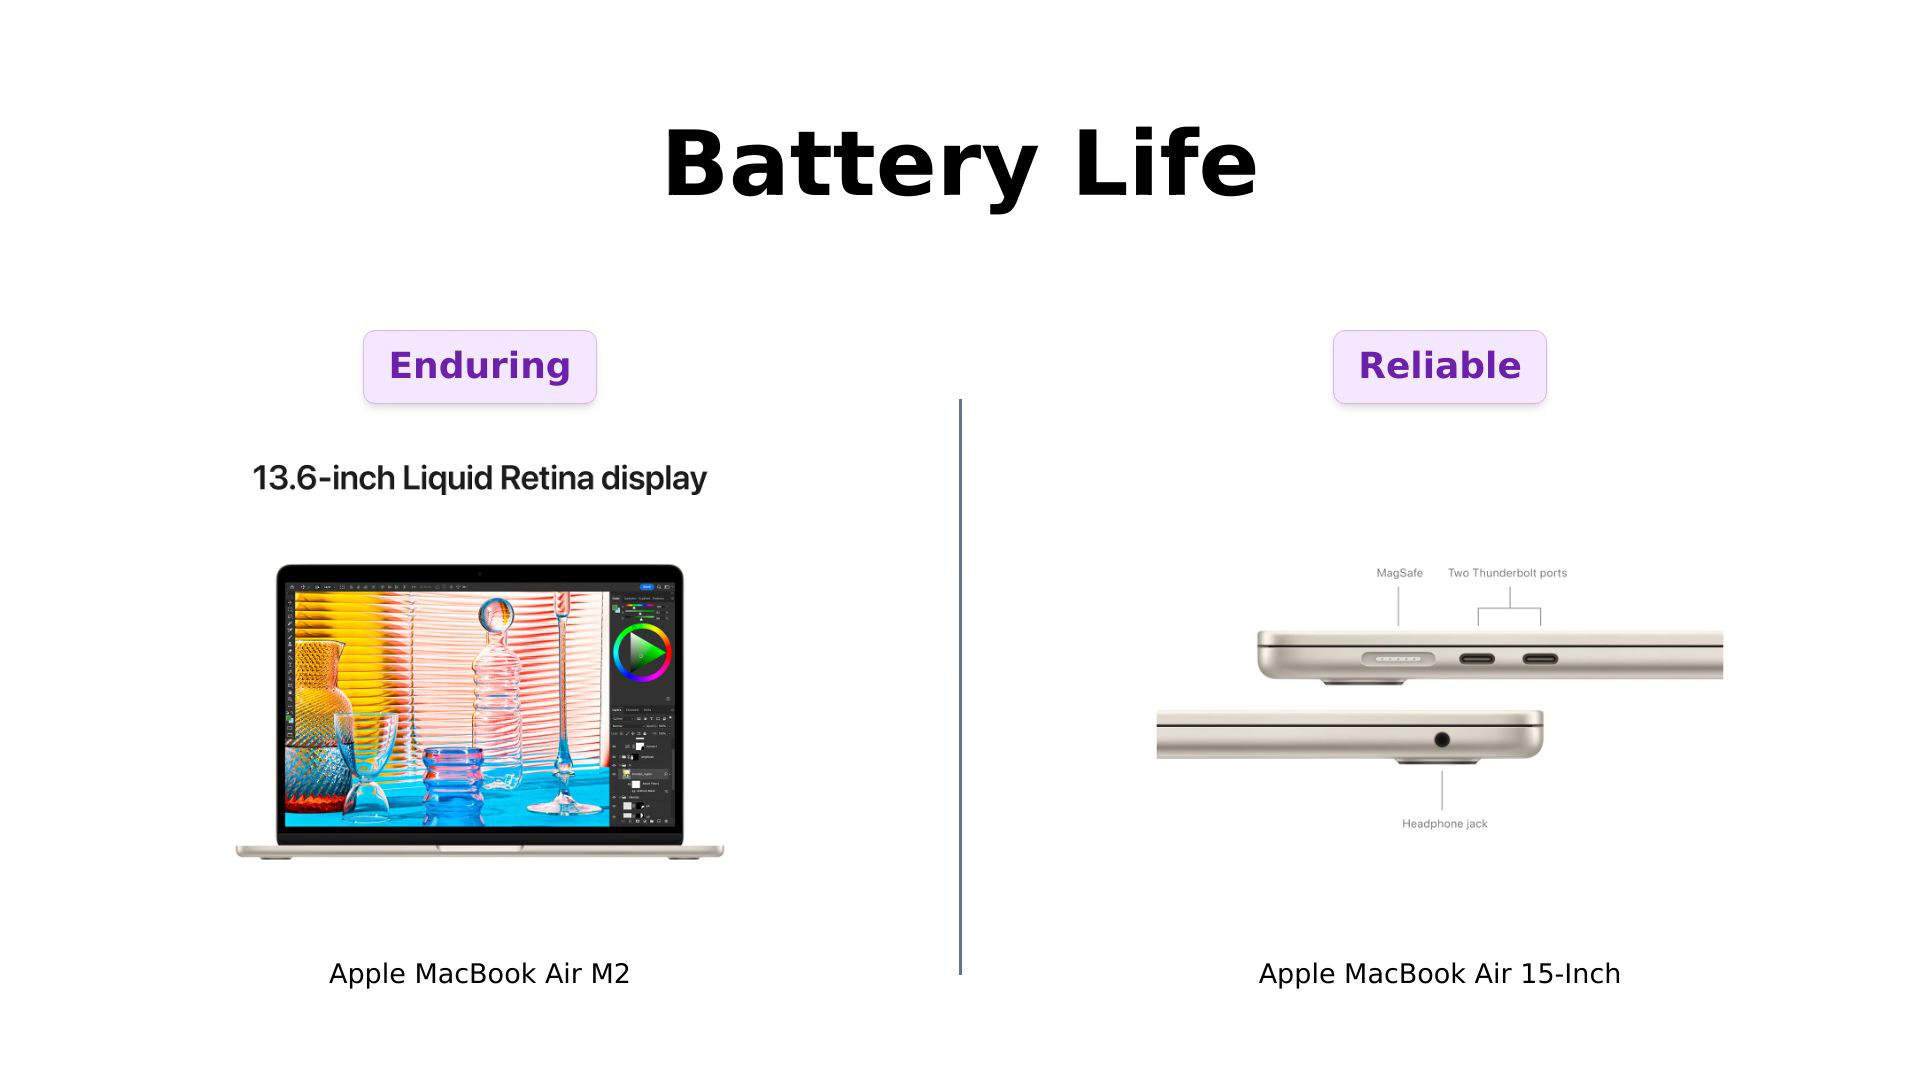 Battery Life
Enduring
Reliable
13.6-inch Liquid Retina display
MagSafe
Two Thunderbolt ports
Headphone jack
Apple MacBook Air M2
Apple MacBook Air 15-Inch